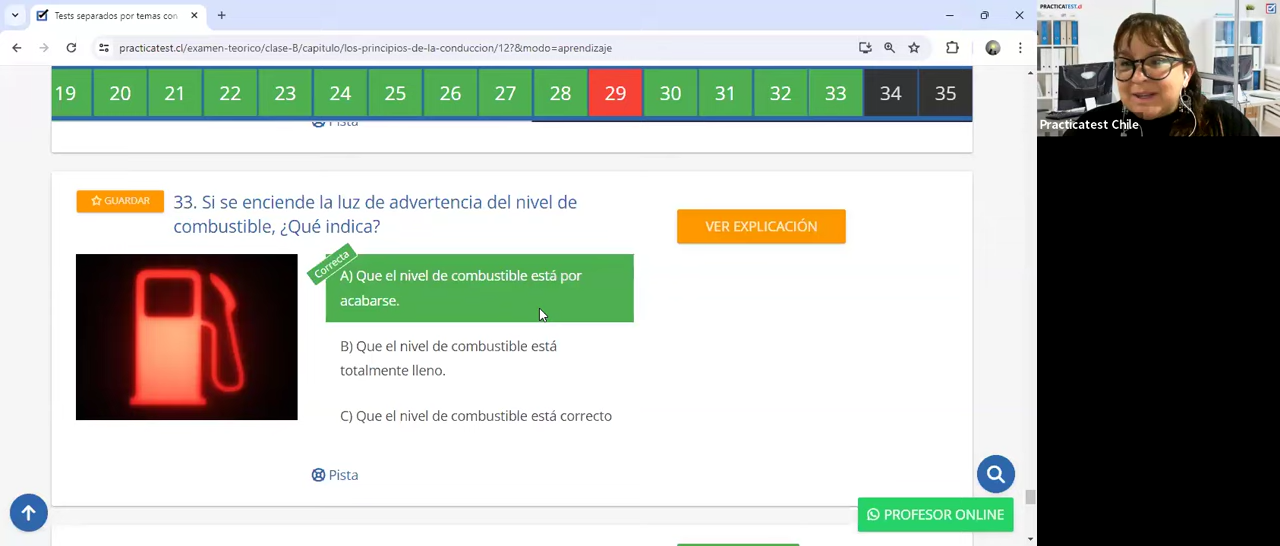 Tests separados por temas con
practicatest.cl/examen-teorico/clase-B/capitulo/los-principios-de-la-conduccion/127&modo=aprendizaje
PRACTICATEST.cl
Practicatest Chile
19 20 21 22 23 24 25 26 27 28 29 30 31 32 33 34 35
Pista
GUARDAR
33. Si se enciende la luz de advertencia del nivel de
combustible, ¿Qué indica?
VER EXPLICACIÓN
Correcta
A) Que el nivel de combustible está por
acabarse.
B) Que el nivel de combustible está
totalmente lleno.
C) Que el nivel de combustible está correcto
Pista
PROFESOR ONLINE